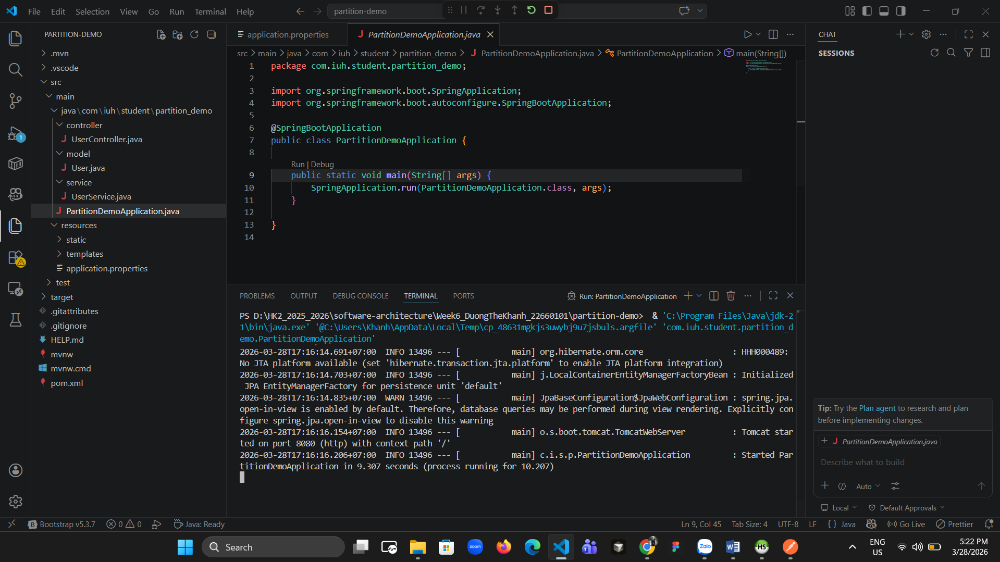 File Edit Selection View Go Run Terminal Help
partition-demo
PARTITION-DEMO
.mvn
.vscode
src
main
java\com\iuh\student\partition_demo
controller
UserController.java
model
User.java
service
UserService.java
PartitionDemoApplication.java
resources
static
templates
application.properties
test
target
.gitattributes
.gitignore
HELP.md
mvnw
mvnw.cmd
pom.xml
1
application.properties
PartitionDemoApplication.java
src > main > java > com > iuh > student > partition_demo > PartitionDemoApplication.java > PartitionDemoApplication > main(String[])
1 package com.iuh.student.partition_demo;
2
3 import org.springframework.boot.SpringApplication;
4 import org.springframework.boot.autoconfigure.SpringBootApplication;
5
6 @SpringBootApplication
7 public class PartitionDemoApplication {
8
Run | Debug
9 public static void main(String[] args) {
10 SpringApplication.run(PartitionDemoApplication.class, args);
11 }
12
13 }
14
PROBLEMS OUTPUT DEBUG CONSOLE TERMINAL PORTS
Run: PartitionDemoApplication
PS D:\HK2_2025_2026\software-architecture\Week6_DuongTheKhanh_22660101\partition-demo> & 'C:\Program Files\Java\jdk-2
1\bin\java.exe' '@C:\Users\Khanh\AppData\Local\Temp\cp_48631mgkjs3uwybj9u7jsbuls.argfile' 'com.iuh.student.partition_d
emo.PartitionDemoApplication'
2026-03-28T17:16:14.691+07:00 INFO 13496 --- [ main] org.hibernate.orm.core : HHH000489:
No JTA platform available (set 'hibernate.transaction.jta.platform' to enable JTA platform integration)
2026-03-28T17:16:14.703+07:00 INFO 13496 --- [ main] j.LocalContainerEntityManagerFactoryBean : Initialized
JPA EntityManagerFactory for persistence unit 'default'
2026-03-28T17:16:14.835+07:00 WARN 13496 --- [ main] JpaBaseConfiguration$JpaWebConfiguration : spring.jpa.
open-in-view is enabled by default. Therefore, database queries may be performed during view rendering. Explicitly con
figure spring.jpa.open-in-view to disable this warning
2026-03-28T17:16:16.154+07:00 INFO 13496 --- [ main] o.s.boot.tomcat.TomcatWebServer : Tomcat star
ted on port 8080 (http) with context path '/'
2026-03-28T17:16:16.206+07:00 INFO 13496 --- [ main] c.i.s.p.PartitionDemoApplication : Started Par
titionDemoApplication in 9.307 seconds (process running for 10.207)
CHAT
SESSIONS
Tip: Try the Plan agent to research and plan
before implementing changes.
PartitionDemoApplication.java
Describe what to build
Auto
Local Default Approvals
Bootstrap v5.3.7 0 0 Java: Ready
Ln 9, Col 45 Tab Size: 4 UTF-8 LF {} Java Go Live Prettier
Search
zoom
Zalo
HS
ENG
US
5:22 PM
3/28/2026